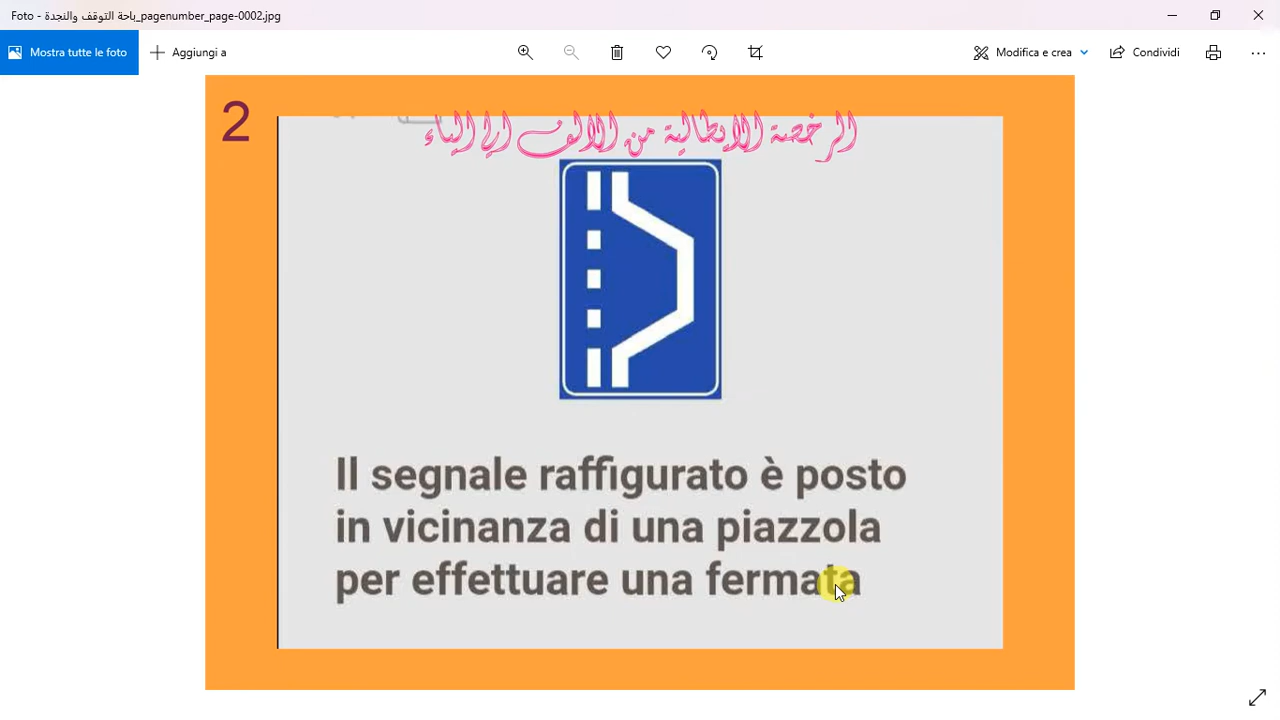 Foto - باحة التوقف والنجدة_pagenumber_page-0002.jpg
Mostra tutte le foto
Aggiungi a
Modifica e crea
Condividi
2
الرخصة الايطالية من الالف الي الياء
Il segnale raffigurato è posto
in vicinanza di una piazzola
per effettuare una fermata